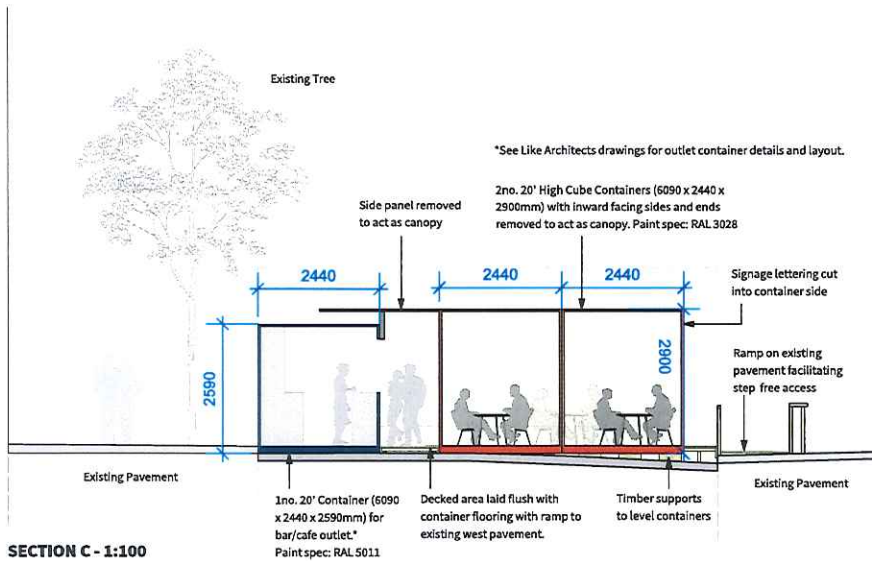 Existing Tree
*See Like Architects drawings for outlet container details and layout.
2no. 20' High Cube Containers (6090 x 2440 x
2900mm) with inward facing sides and ends
removed to act as canopy. Paint spec: RAL 3028
Side panel removed
to act as canopy
2440
2440
2440
Signage lettering cut
into container side
2590
2900
Ramp on existing
pavement facilitating
step free access
Existing Pavement
1no. 20' Container (6090
x 2440 x 2590mm) for
bar/cafe outlet.*
Paint spec: RAL 5011
Decked area laid flush with
container flooring with ramp to
existing west pavement.
Timber supports
to level containers
Existing Pavement
SECTION C - 1:100